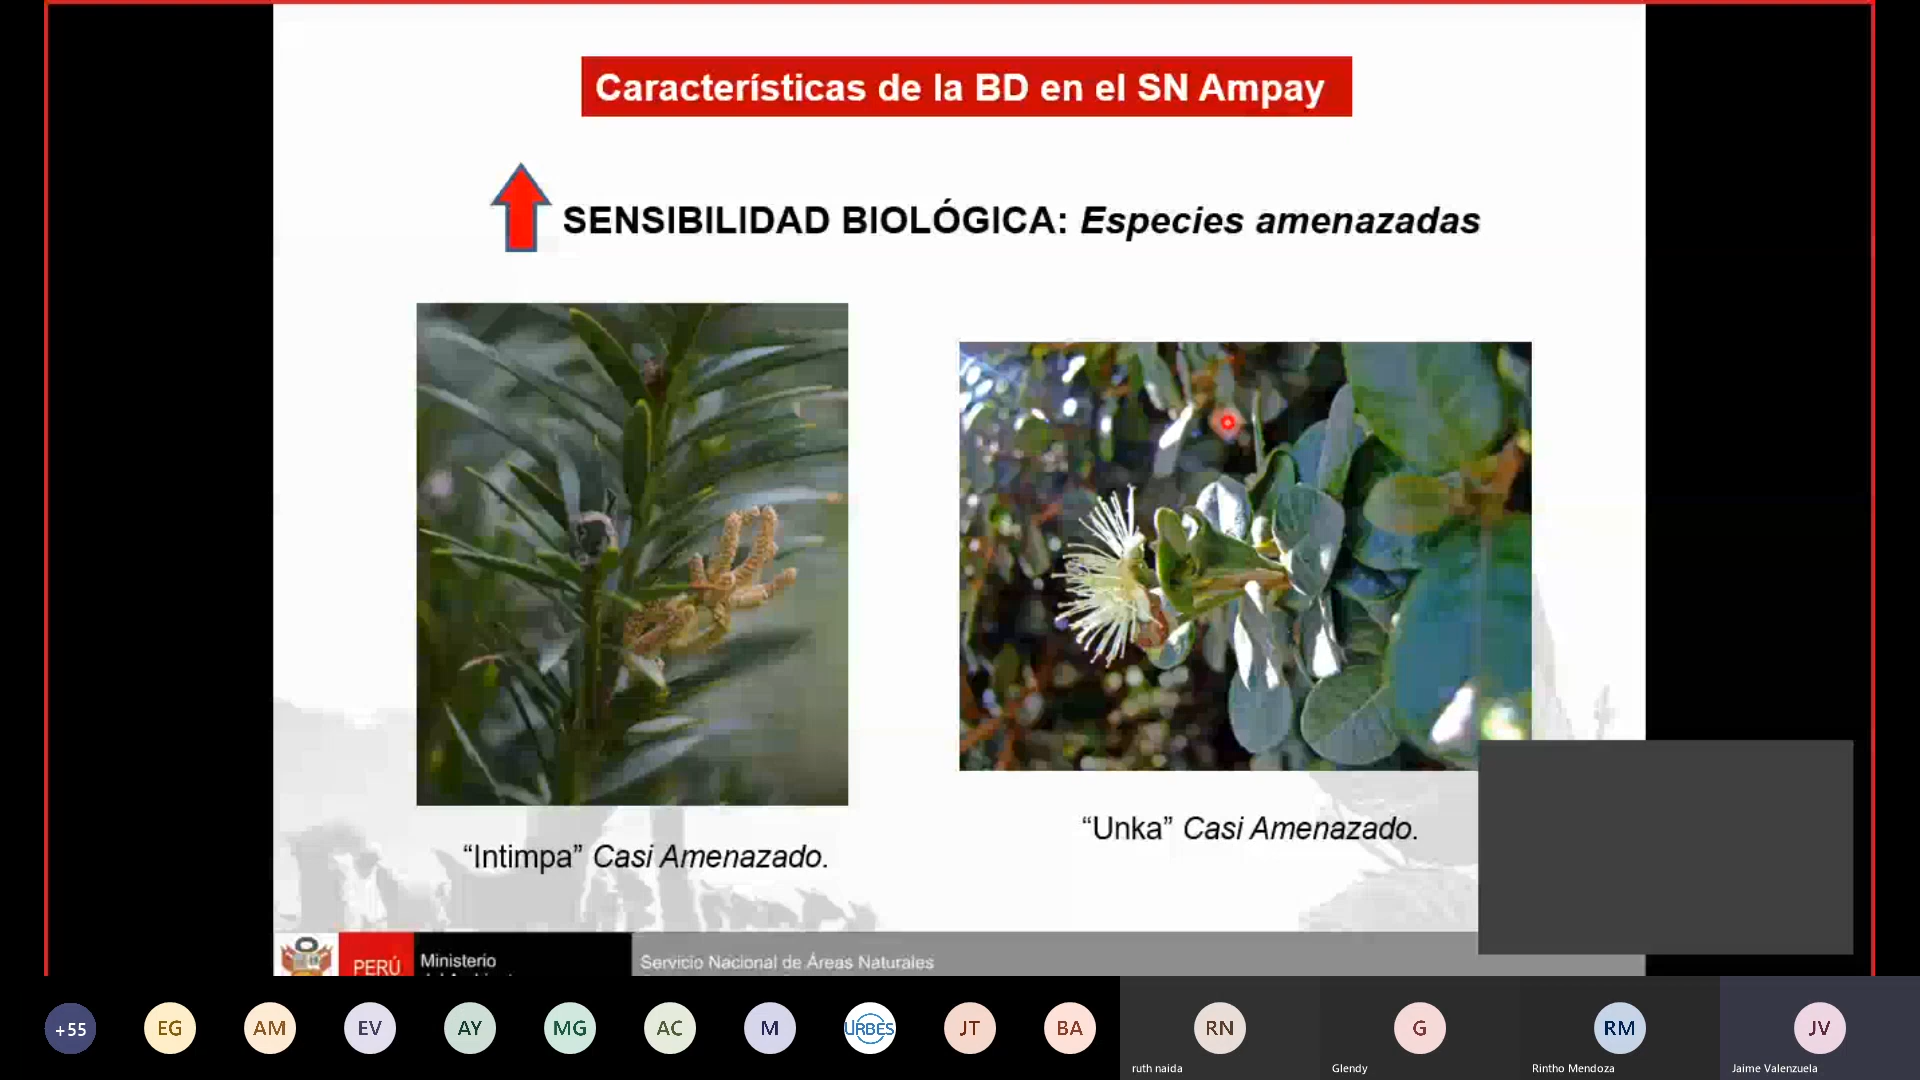 Características de la BD en el SN Ampay
SENSIBILIDAD BIOLÓGICA: Especies amenazadas
“Unka” Casi Amenazado.
“Intimpa” Casi Amenazado.
PERÚ
Ministerio
Servicio Nacional de Áreas Naturales
+55
EG
AM
EV
AY
MG
AC
M
URBES
JT
BA
RN
G
RM
JV
ruth naida
Glendy
Rintho Mendoza
Jaime Valenzuela